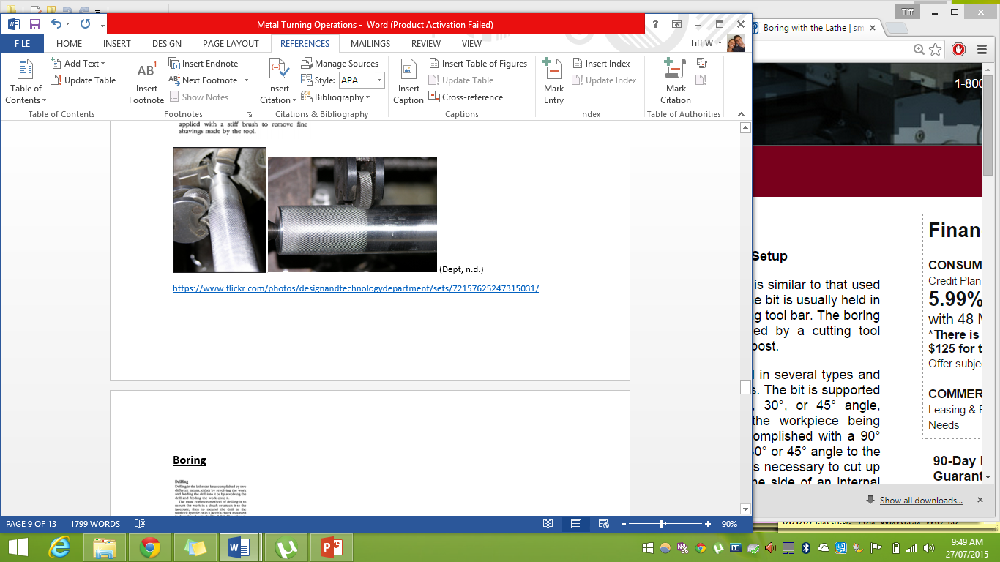 Tiff
Metal Turning Operations - Word (Product Activation Failed)
?
FILE
HOME
INSERT
DESIGN
PAGE LAYOUT
REFERENCES
MAILINGS
REVIEW
VIEW
Tiff W
Table of
Contents
Add Text
Update Table
Table of Contents
AB1
Insert
Footnote
Insert Endnote
Next Footnote
Show Notes
Footnotes
Insert
Citation
Manage Sources
Style: APA
Bibliography
Citations & Bibliography
Insert
Caption
Insert Table of Figures
Update Table
Cross-reference
Captions
Mark
Entry
Insert Index
Update Index
Index
Mark
Citation
Table of Authorities
applied with a stiff brush to remove fine
shavings made by the tool.
(Dept, n.d.)
https://www.flickr.com/photos/designandtechnologydepartment/sets/72157625247315031/
Boring
Drilling
Drilling in the lathe can be accomplished by two
different means, either by revolving the work
and feeding the drill into it or by revolving the
drill and feeding the work onto it.
The most common method of drilling is to
mount the work in a chuck or attach it to the
faceplate, then to mound the drill in the
tailstock spindle or in a Jacob's chuck mounted
PAGE 9 OF 13
1799 WORDS
90%
Boring with the Lathe | sm
1-800
Setup
is similar to that used
e bit is usually held in
ng tool bar. The boring
ed by a cutting tool
post.
in several types and
s. The bit is supported
, 30°, or 45° angle,
the workpiece being
omplished with a 90°
30° or 45° angle to the
s necessary to cut up
he side of an internal
Finan
CONSUM
Credit Plan
5.99%
with 48 M
*There is
$125 for t
Offer subje
COMMER
Leasing & F
Needs
90-Day
Guarant
Show all downloads...
9:49 AM
27/07/2015